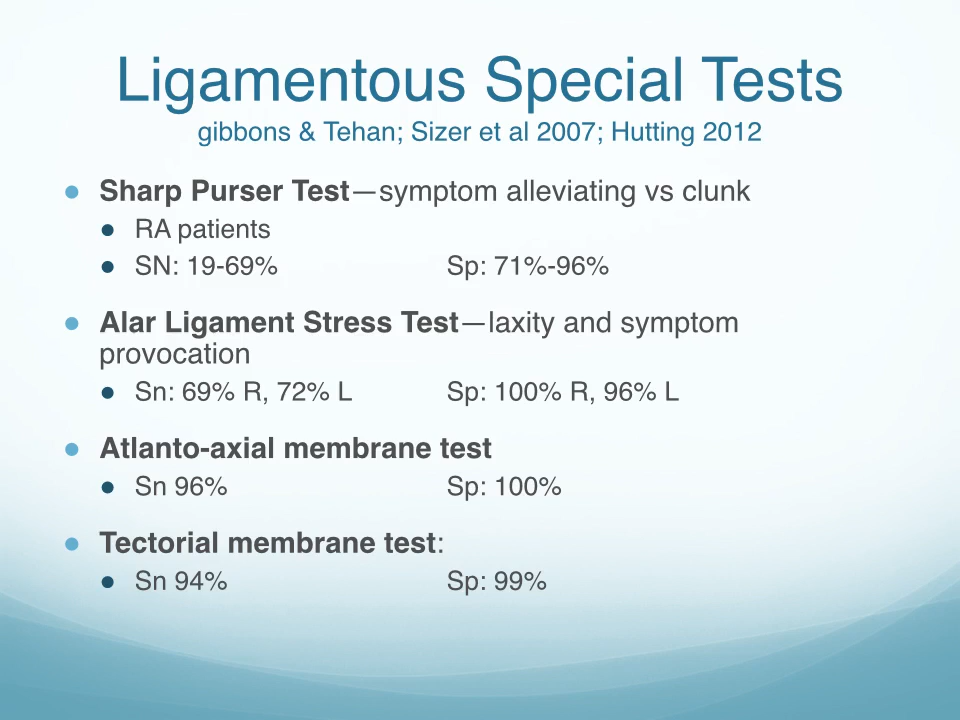 Ligamentous Special Tests
gibbons & Tehan; Sizer et al 2007; Hutting 2012
● Sharp Purser Test—symptom alleviating vs clunk
● RA patients
● SN: 19-69% Sp: 71%-96%
● Alar Ligament Stress Test—laxity and symptom
provocation
● Sn: 69% R, 72% L Sp: 100% R, 96% L
● Atlanto-axial membrane test
● Sn 96% Sp: 100%
● Tectorial membrane test:
● Sn 94% Sp: 99%